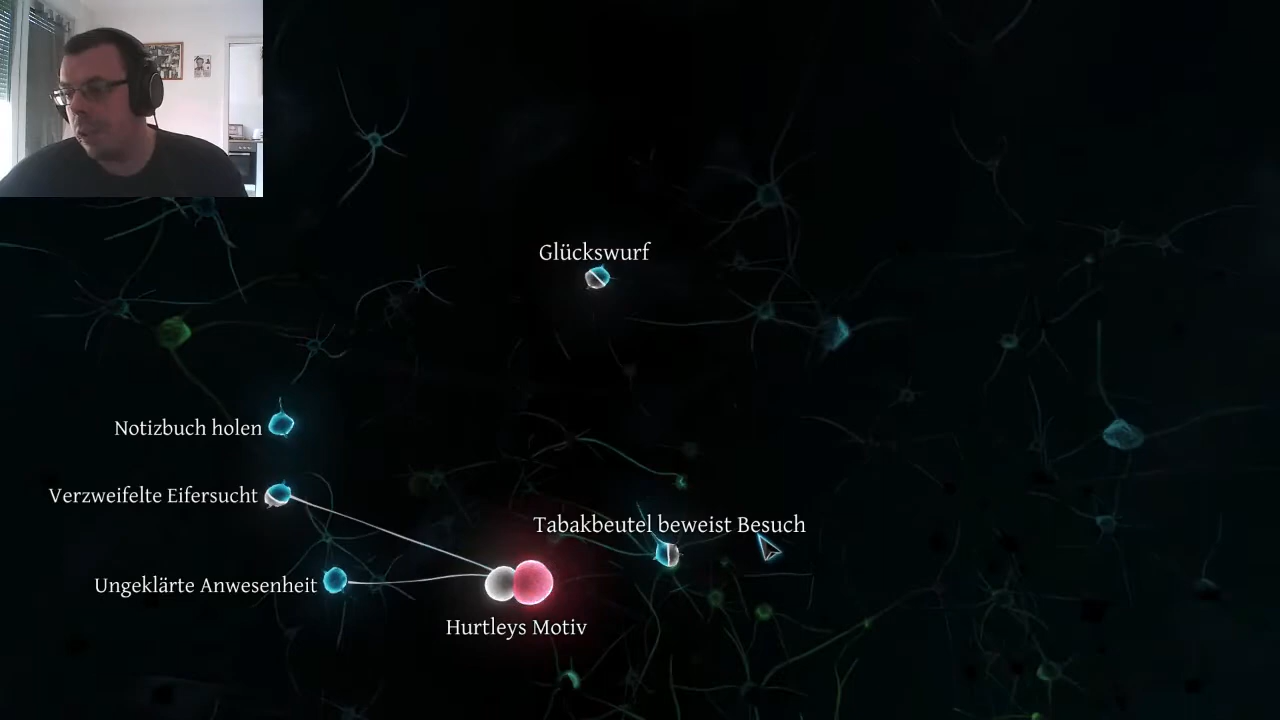 Glückswurf
Notizbuch holen
Verzweifelte Eifersucht
Tabakbeutel beweist Besuch
Ungeklärte Anwesenheit
Hurtleys Motiv